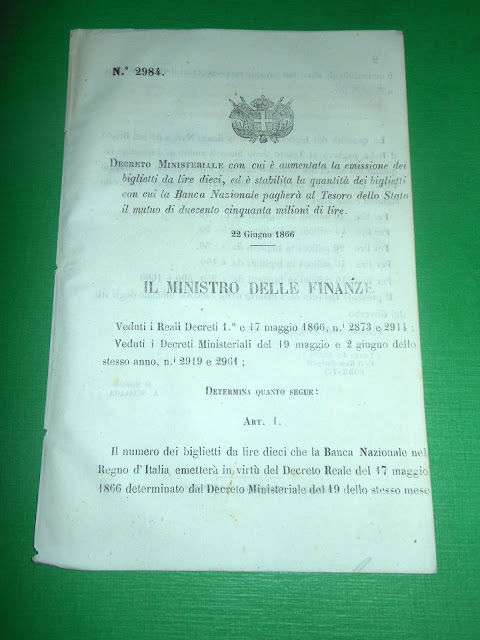 N.° 2984.
Decreto Ministeriale con cui è aumentata la emissione dei
biglietti da lire dieci, ed è stabilita la quantità dei biglietti
con cui la Banca Nazionale pagherà al Tesoro dello Stato
il mutuo di duecento cinquanta milioni di lire.
22 Giugno 1866
IL MINISTRO DELLE FINANZE
Veduti i Reali Decreti 1.° e 17 maggio 1866, n.i 2873 e 2914;
Veduti i Decreti Ministeriali del 19 maggio e 2 giugno dello
stesso anno, n.i 2919 e 2961;
Determina quanto segue:
Art. 1.
Il numero dei biglietti da lire dieci che la Banca Nazionale nel
Regno d'Italia emetterà in virtù del Decreto Reale del 17 maggio
1866 determinato dal Decreto Ministeriale del 19 dello stesso mese